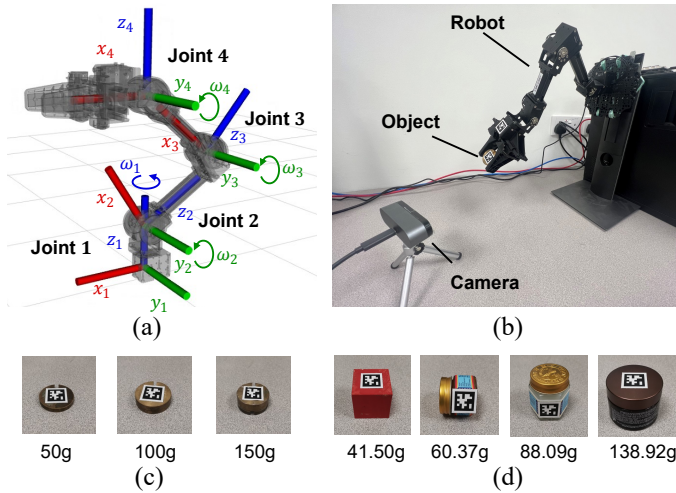 z₄
x₄
Joint 4
y₄ ω₄
Joint 3
z₃
x₃
ω₁
y₃ ω₃
x₂
z₂
Joint 2
Joint 1
z₁
y₂ ω₂
x₁
y₁
(a)
Robot
Object
Camera
(b)
50g 100g 150g
(c)
41.50g 60.37g 88.09g 138.92g
(d)